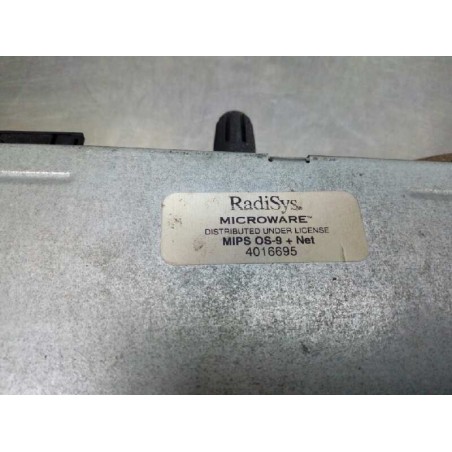 RadiSys.
MICROWARE™
DISTRIBUTED UNDER LICENSE
MIPS OS-9 + Net
4016695